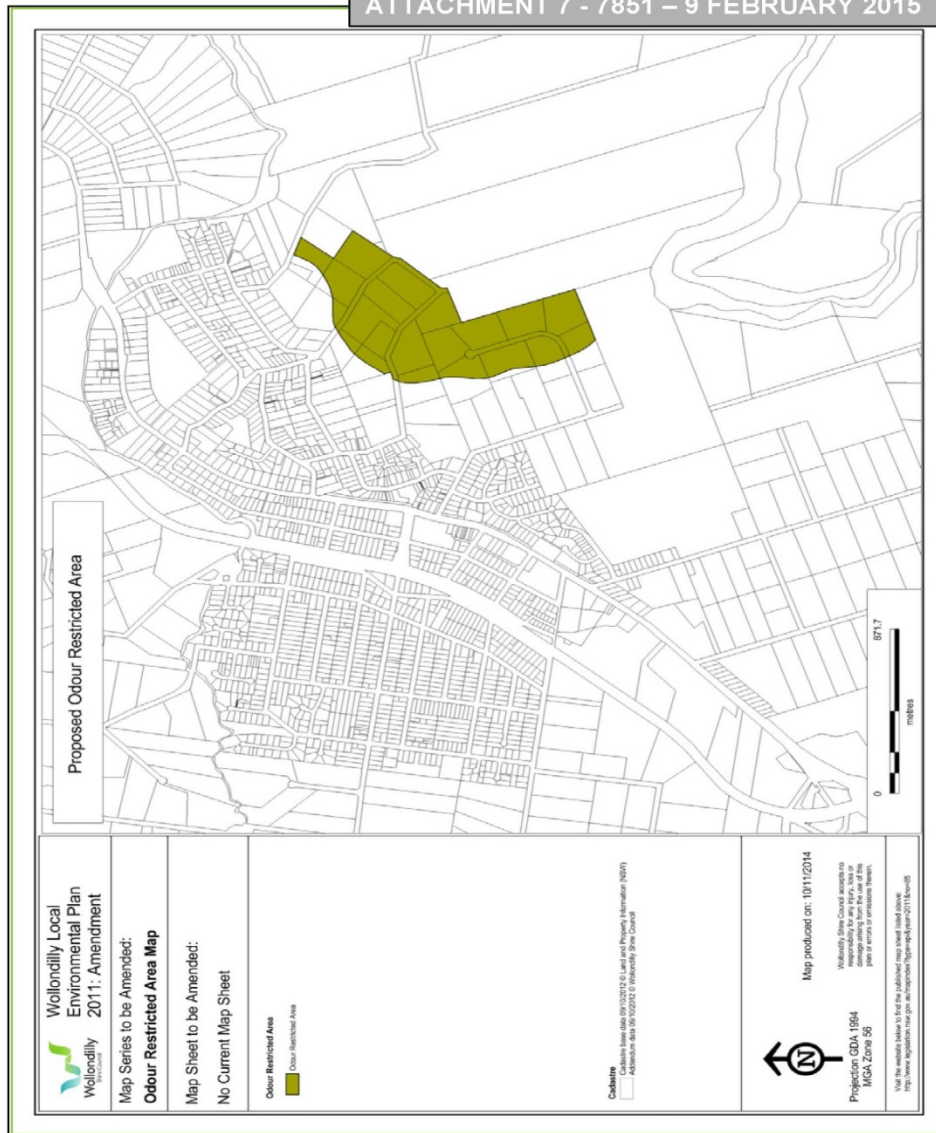 ATTACHMENT 7 - 7851 – 9 FEBRUARY 2015
Wollondilly
Shire Council
Wollondilly Local
Environmental Plan
2011: Amendment
Map Series to be Amended:
Odour Restricted Area Map
Map Sheet to be Amended:
No Current Map Sheet
Odour Restricted Area
Odour Restricted Area
Cadastre
Cadastre base data 09/10/2012 © Land and Property Information (NSW)
Addendum data 09/10/2012 © Wollondilly Shire Council
N
Projection GDA 1994
MGA Zone 56
Map produced on: 10/11/2014
Wollondilly Shire Council accepts no
responsibility for any injury, loss or
damage arising from the use of this
plan or errors or omissions therein.
Visit the website below to find the published map sheet listed above:
Proposed Odour Restricted Area
0
871.7
metres